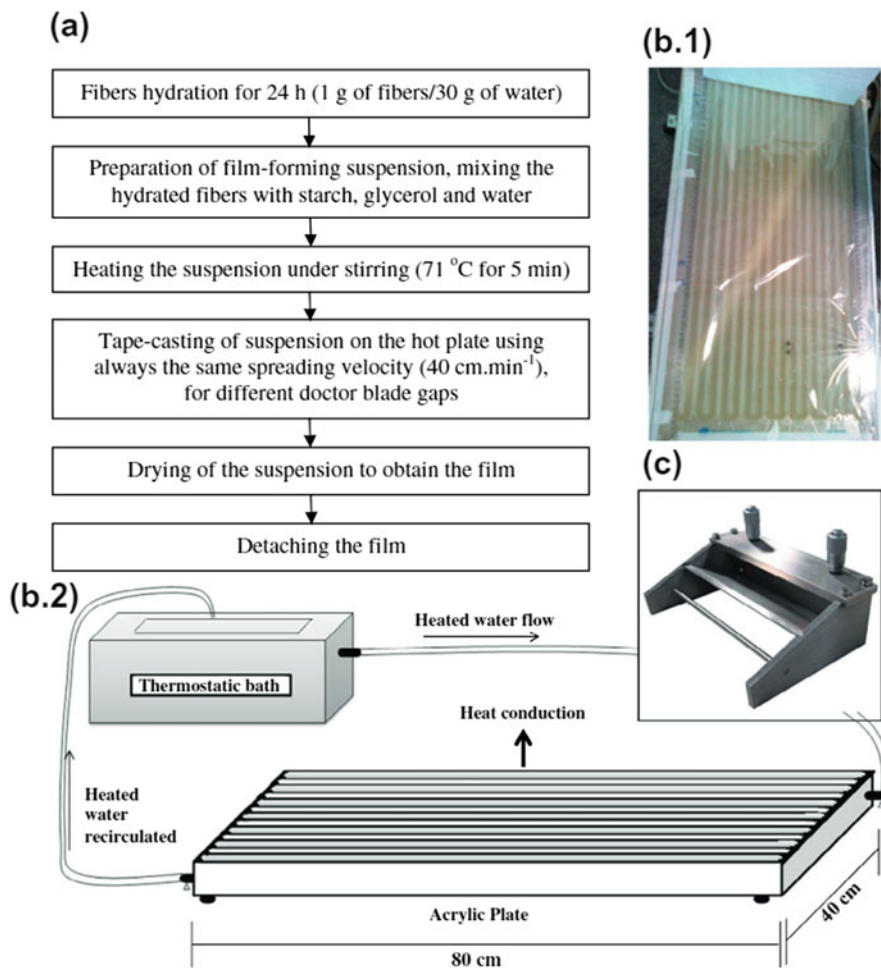 (a)
Fibers hydration for 24 h (1 g of fibers/30 g of water)
Preparation of film-forming suspension, mixing the
hydrated fibers with starch, glycerol and water
Heating the suspension under stirring (71 °C for 5 min)
Tape-casting of suspension on the hot plate using
always the same spreading velocity (40 cm.min⁻¹),
for different doctor blade gaps
Drying of the suspension to obtain the film
Detaching the film
(b.1)
(c)
(b.2)
Thermostatic bath
Heated water flow
Heat conduction
Heated
water
recirculated
Acrylic Plate
80 cm
40 cm